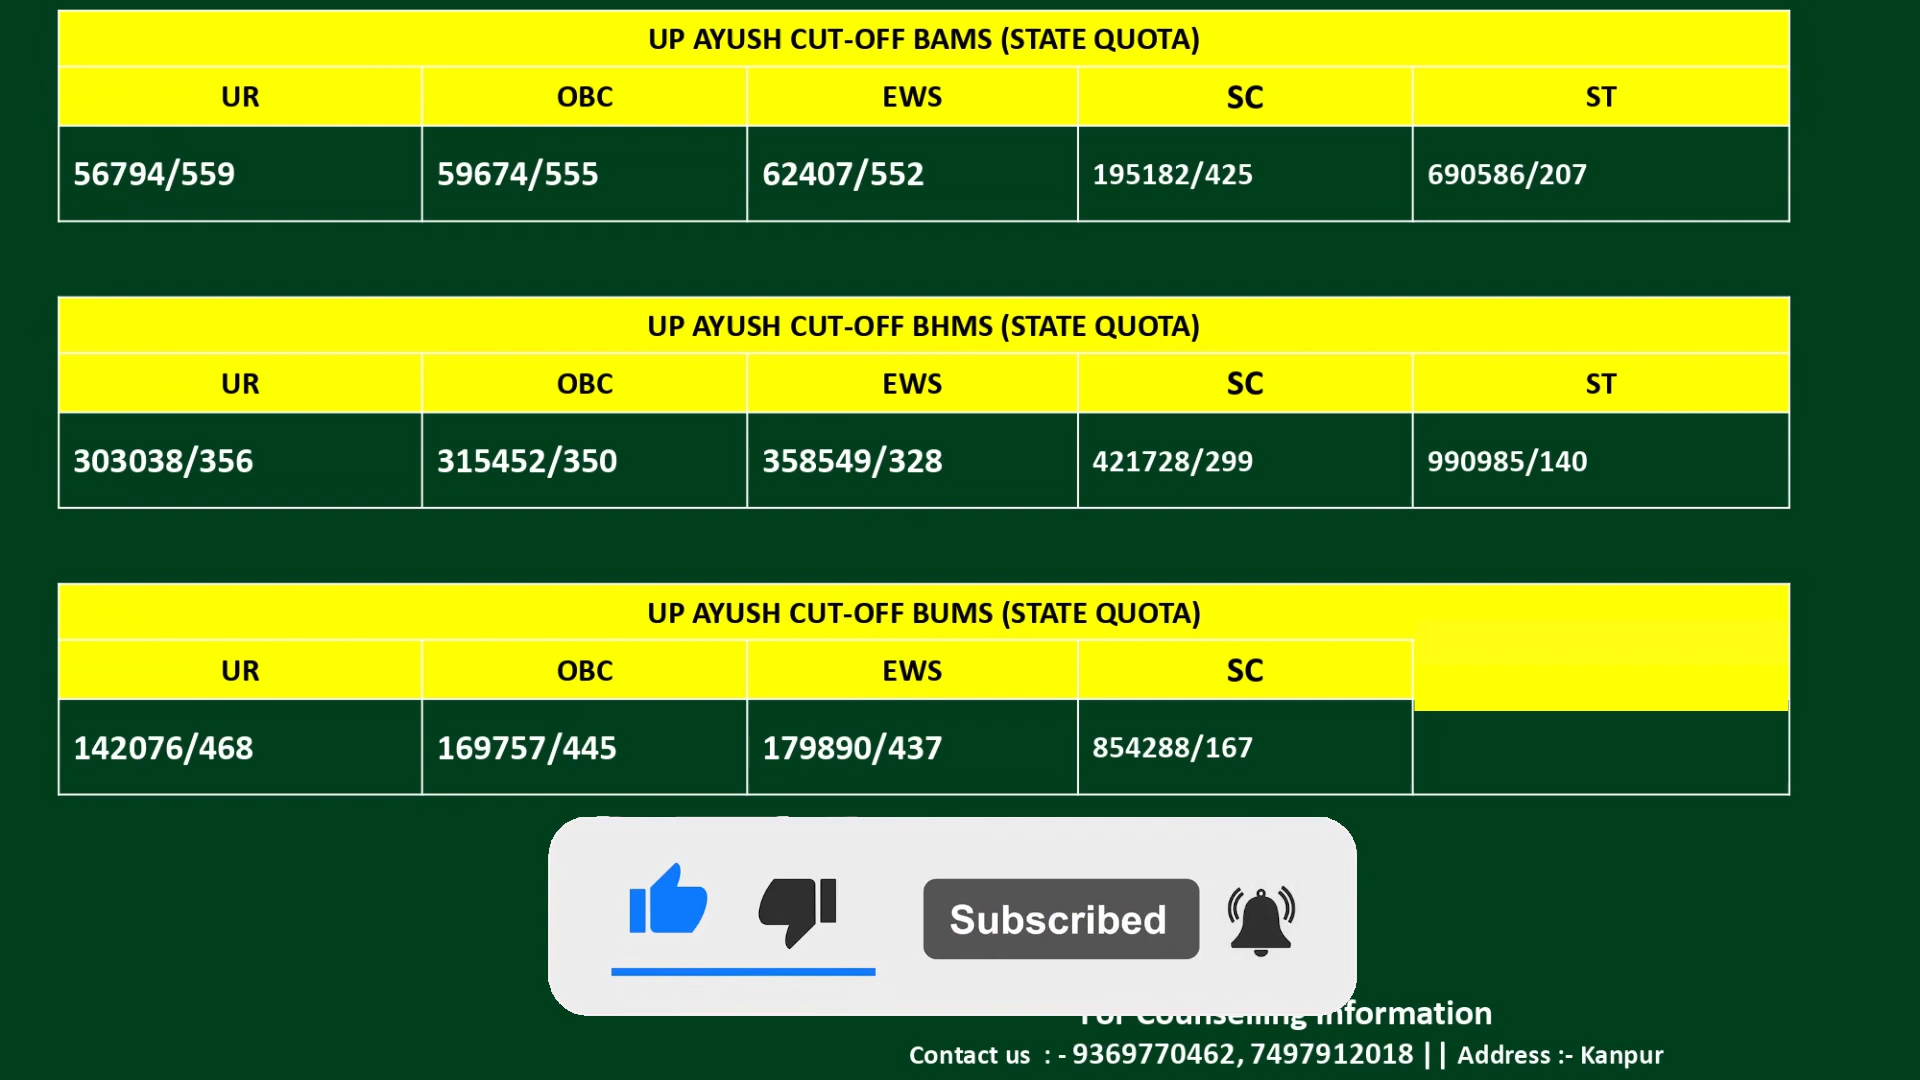 UP AYUSH CUT-OFF BAMS (STATE QUOTA)
UR OBC EWS SC ST
56794/559 59674/555 62407/552 195182/425 690586/207
UP AYUSH CUT-OFF BHMS (STATE QUOTA)
UR OBC EWS SC ST
303038/356 315452/350 358549/328 421728/299 990985/140
UP AYUSH CUT-OFF BUMS (STATE QUOTA)
UR OBC EWS SC
142076/468 169757/445 179890/437 854288/167
Subscribed
For Counselling Information
Contact us : - 9369770462, 7497912018 || Address :- Kanpur